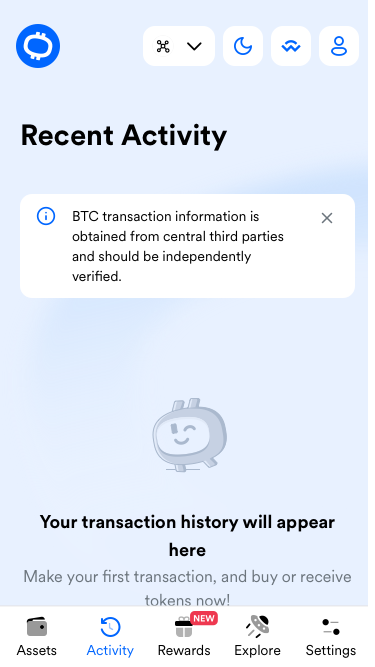 Recent Activity
BTC transaction information is
obtained from central third parties
and should be independently
verified.
Your transaction history will appear
here
Make your first transaction, and buy or receive
tokens now!
NEW
Assets
Activity
Rewards
Explore
Settings